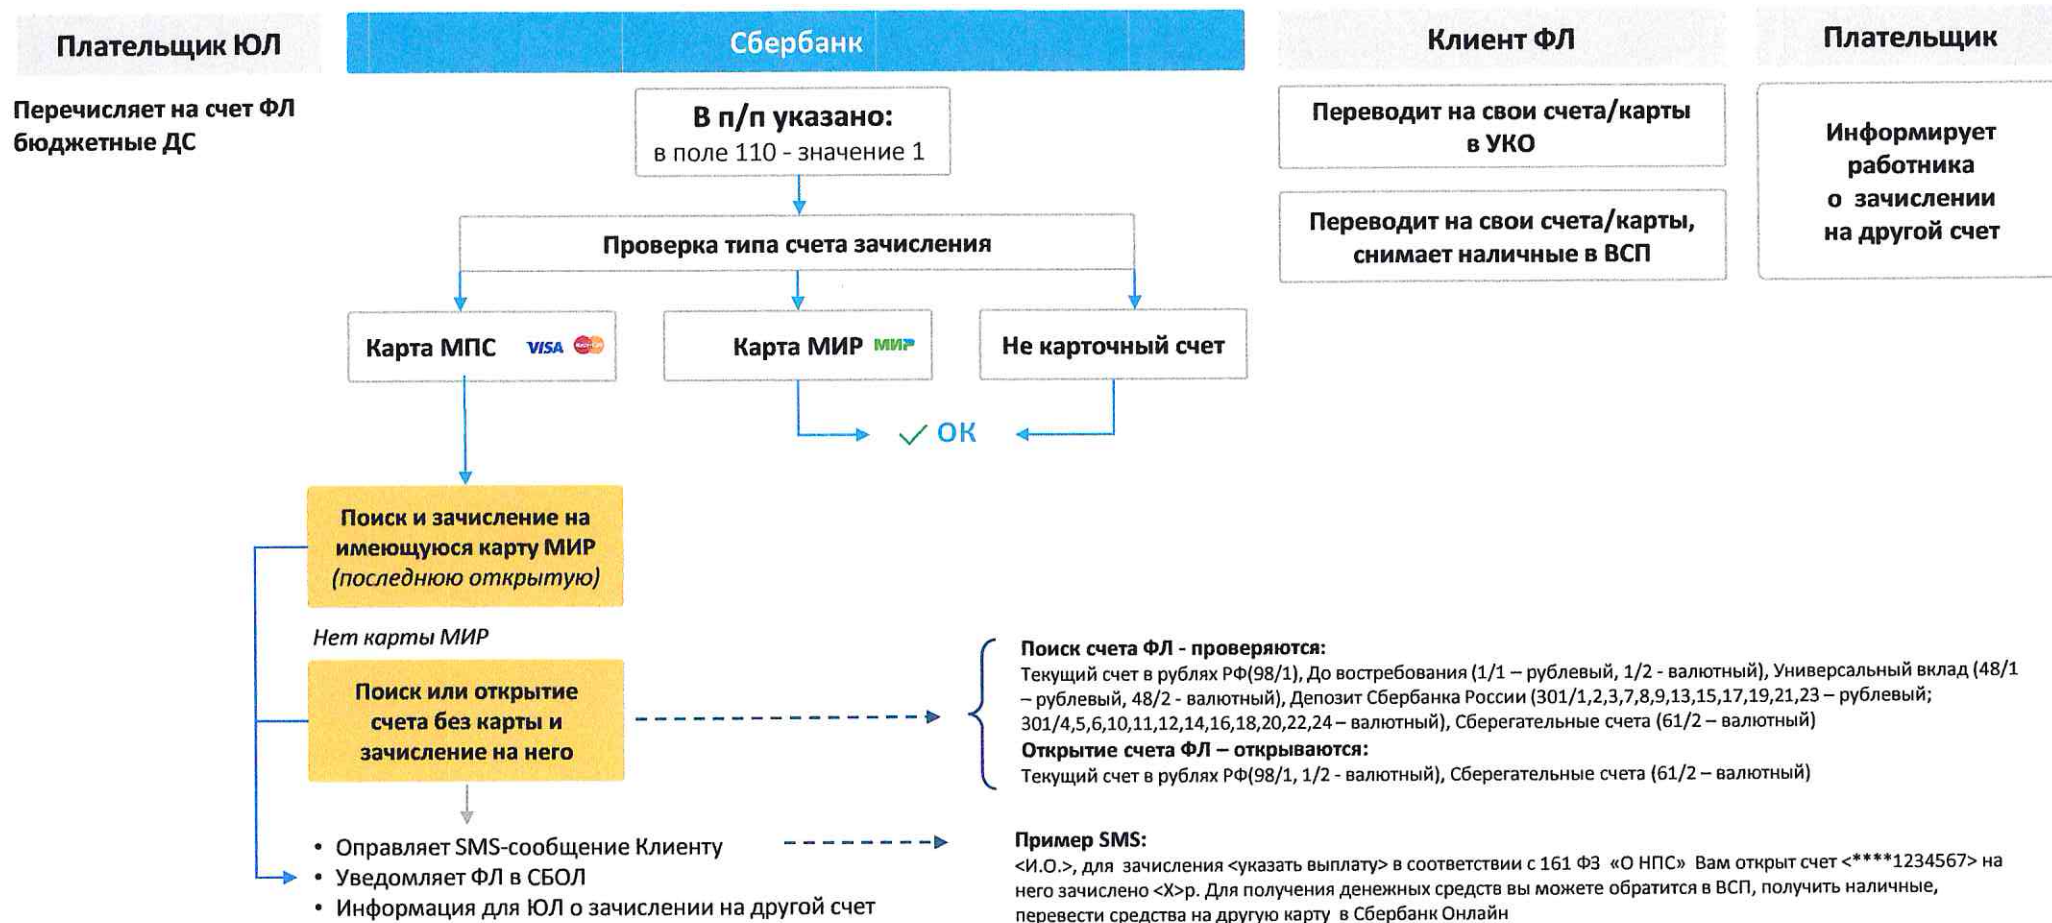 Плательщик ЮЛ
Сбербанк
Клиент ФЛ
Плательщик
Перечисляет на счет ФЛ
бюджетные ДС
В п/п указано:
в поле 110 - значение 1
Переводит на свои счета/карты
в УКО
Переводит на свои счета/карты,
снимает наличные в ВСП
Информирует
работника
о зачислении
на другой счет
Проверка типа счета зачисления
Карта МПС VISA
Карта МИР МИР
Не карточный счет
ОК
Поиск и зачисление на
имеющуюся карту МИР
(последнюю открытую)
Нет карты МИР
Поиск или открытие
счета без карты и
зачисление на него
Поиск счета ФЛ - проверяются:
Текущий счет в рублях РФ(98/1), До востребования (1/1 – рублевый, 1/2 - валютный), Универсальный вклад (48/1
– рублевый, 48/2 - валютный), Депозит Сбербанка России (301/1,2,3,7,8,9,13,15,17,19,21,23 – рублевый;
301/4,5,6,10,11,12,14,16,18,20,22,24 – валютный), Сберегательные счета (61/2 – валютный)
Открытие счета ФЛ – открываются:
Текущий счет в рублях РФ(98/1, 1/2 - валютный), Сберегательные счета (61/2 – валютный)
• Оправляет SMS-сообщение Клиенту
• Уведомляет ФЛ в СБОЛ
• Информация для ЮЛ о зачислении на другой счет
Пример SMS:
<И.О.>, для зачисления <указать выплату> в соответствии с 161 ФЗ «О НПС» Вам открыт счет <****1234567> на
него зачислено <Х>р. Для получения денежных средств вы можете обратится в ВСП, получить наличные,
перевести средства на другую карту в Сбербанк Онлайн